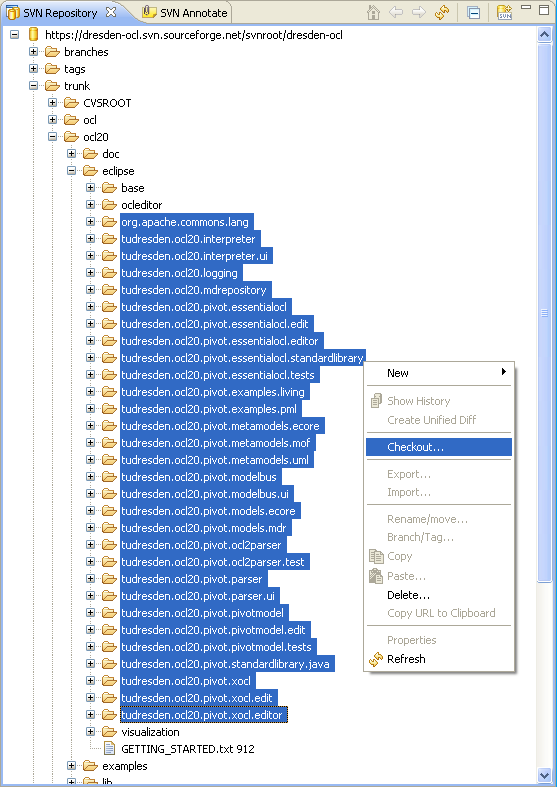 SVN Repository SVN Annotate
https://dresden-ocl.svn.sourceforge.net/svnroot/dresden-ocl
branches
tags
trunk
CVSROOT
ocl
ocl20
doc
eclipse
base
ocleditor
org.apache.commons.lang
tudresden.ocl20.interpreter
tudresden.ocl20.interpreter.ui
tudresden.ocl20.logging
tudresden.ocl20.mdrepository
tudresden.ocl20.pivot.essentialocl
tudresden.ocl20.pivot.essentialocl.edit
tudresden.ocl20.pivot.essentialocl.editor
tudresden.ocl20.pivot.essentialocl.standardlibrary
tudresden.ocl20.pivot.essentialocl.tests
tudresden.ocl20.pivot.examples.living
tudresden.ocl20.pivot.examples.pml
tudresden.ocl20.pivot.metamodels.ecore
tudresden.ocl20.pivot.metamodels.mof
tudresden.ocl20.pivot.metamodels.uml
tudresden.ocl20.pivot.modelbus
tudresden.ocl20.pivot.modelbus.ui
tudresden.ocl20.pivot.models.ecore
tudresden.ocl20.pivot.models.mdr
tudresden.ocl20.pivot.ocl2parser
tudresden.ocl20.pivot.ocl2parser.test
tudresden.ocl20.pivot.parser
tudresden.ocl20.pivot.parser.ui
tudresden.ocl20.pivot.pivotmodel
tudresden.ocl20.pivot.pivotmodel.edit
tudresden.ocl20.pivot.pivotmodel.tests
tudresden.ocl20.pivot.standardlibrary.java
tudresden.ocl20.pivot.xocl
tudresden.ocl20.pivot.xocl.edit
tudresden.ocl20.pivot.xocl.editor
visualization
GETTING_STARTED.txt 912
examples
lib
New
Show History
Create Unified Diff
Checkout...
Export...
Import...
Rename/move...
Branch/Tag...
Copy
Paste...
Delete...
Copy URL to Clipboard
Properties
Refresh